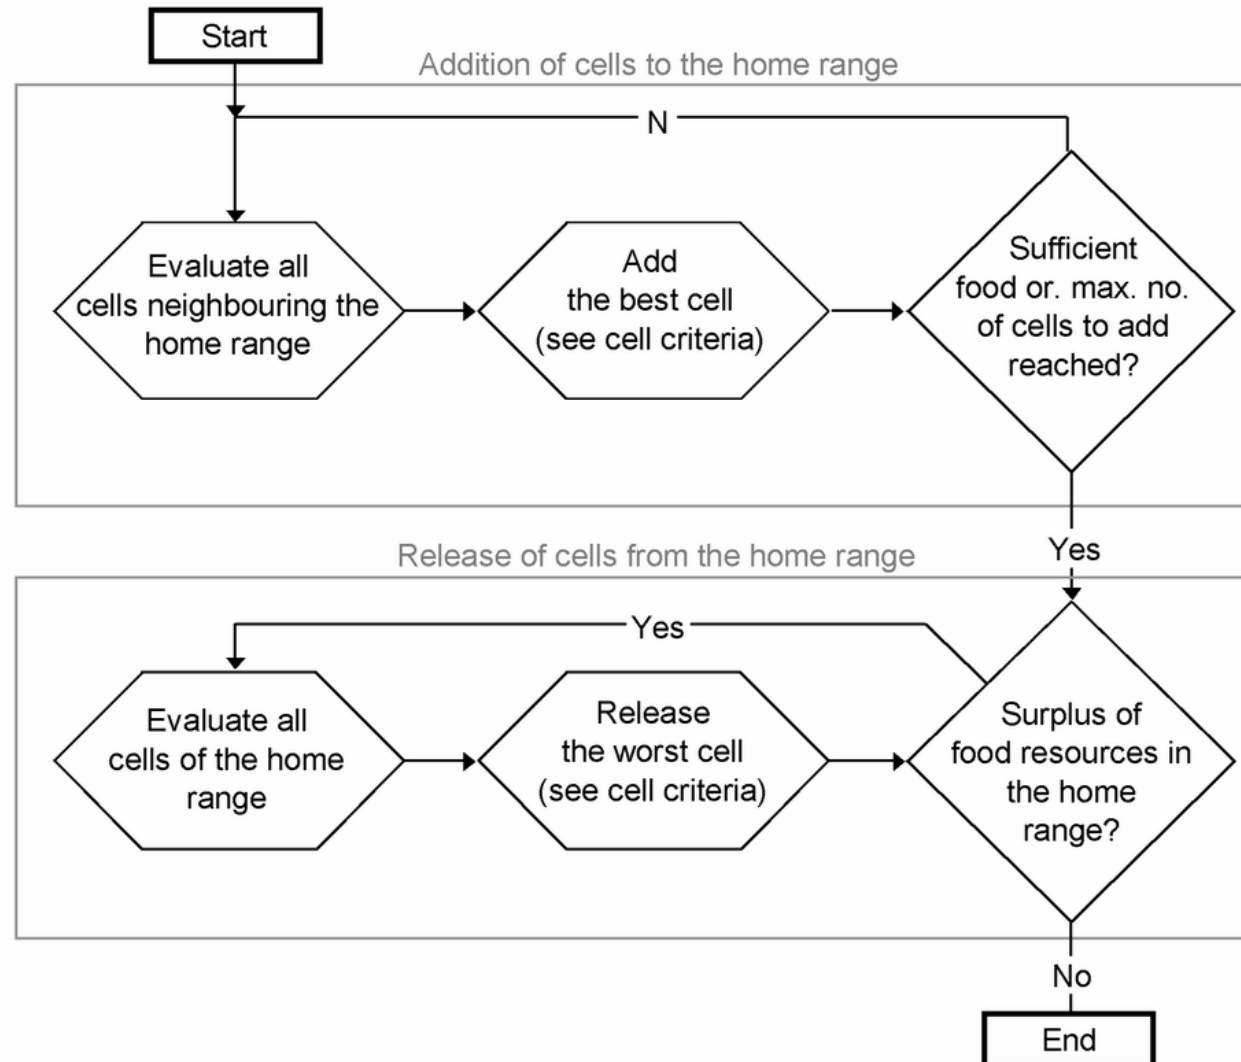 Start
Addition of cells to the home range
N
Evaluate all
cells neighbouring the
home range
Add
the best cell
(see cell criteria)
Sufficient
food or. max. no.
of cells to add
reached?
Yes
Release of cells from the home range
Yes
Evaluate all
cells of the home
range
Release
the worst cell
(see cell criteria)
Surplus of
food resources in
the home
range?
No
End